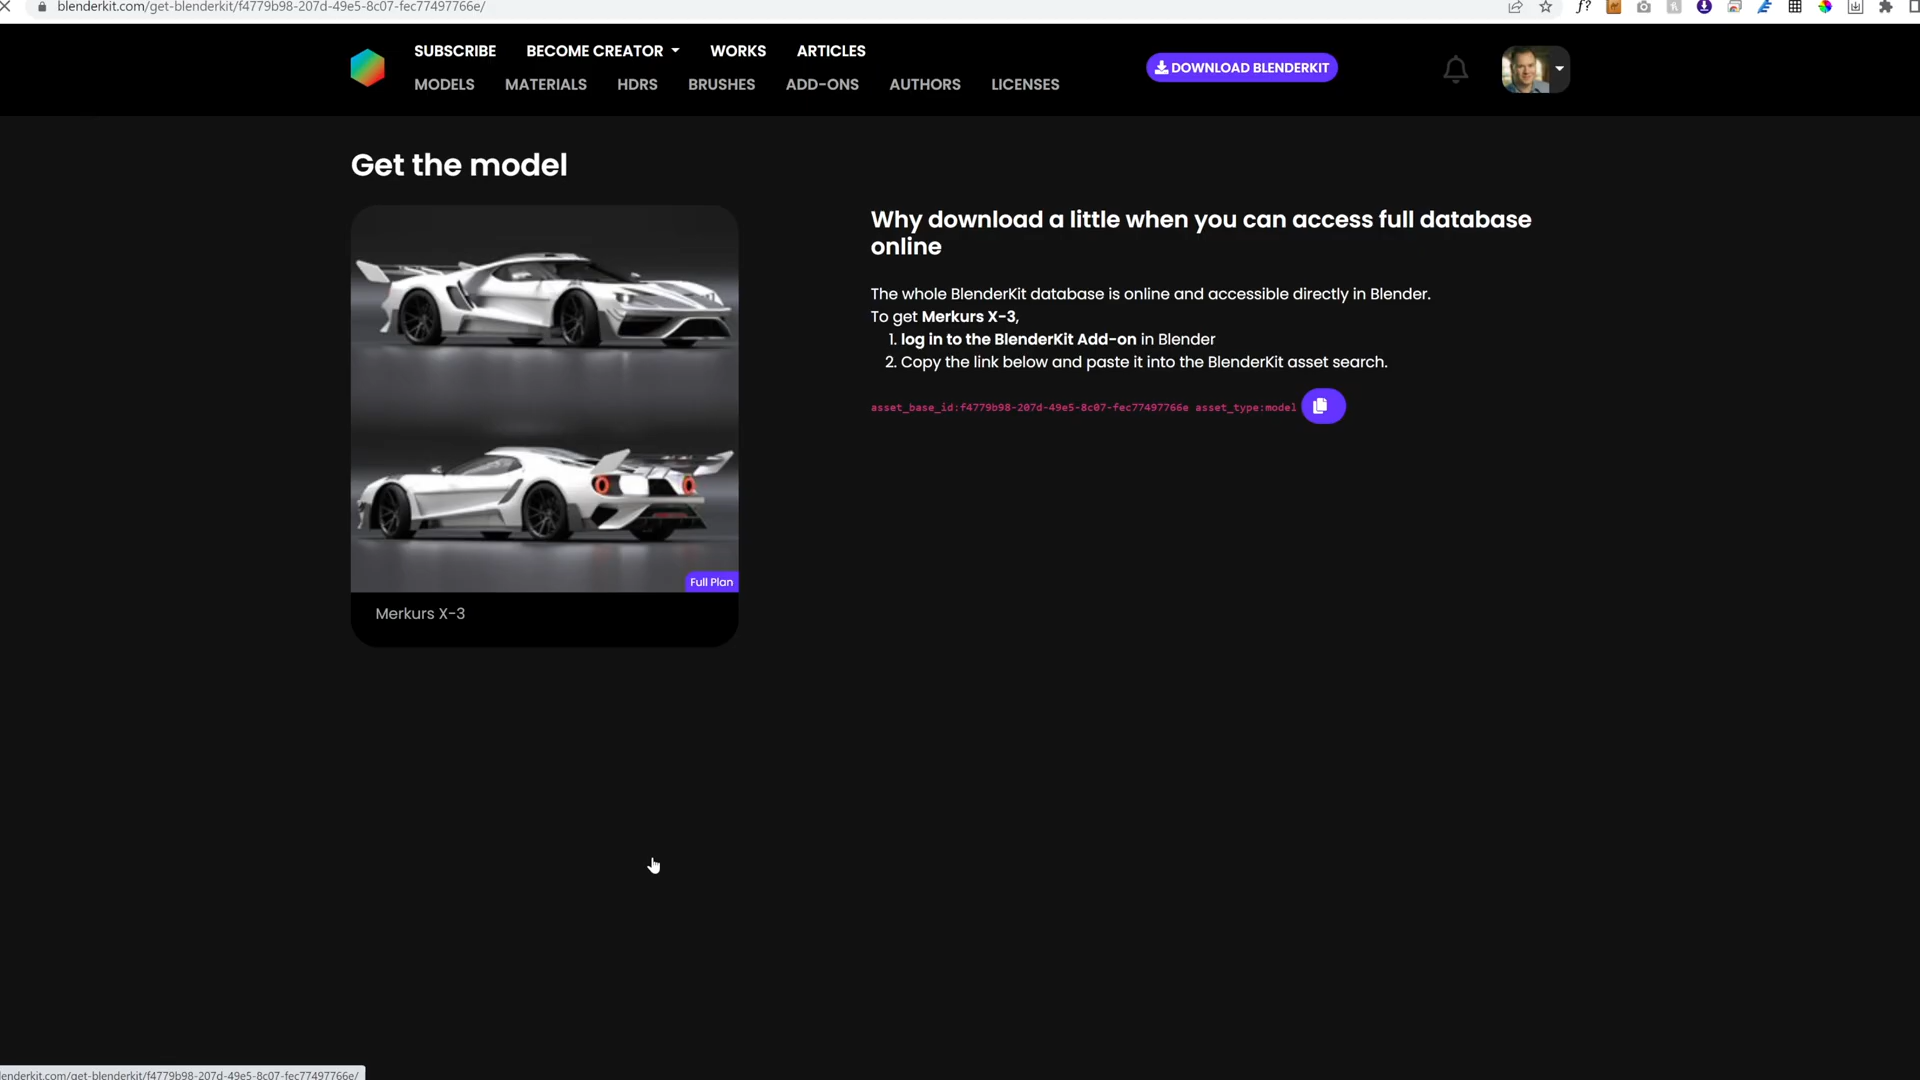 blenderkit.com/get-blenderkit/f4779b98-207d-49e5-8c07-fec77497766e/
SUBSCRIBE BECOME CREATOR WORKS ARTICLES
MODELS MATERIALS HDRS BRUSHES ADD-ONS AUTHORS LICENSES
DOWNLOAD BLENDERKIT
Get the model
Full Plan
Merkurs X-3
Why download a little when you can access full database
online
The whole BlenderKit database is online and accessible directly in Blender.
To get Merkurs X-3,
1. log in to the BlenderKit Add-on in Blender
2. Copy the link below and paste it into the BlenderKit asset search.
asset_base_id:f4779b98-207d-49e5-8c07-fec77497766e asset_type:model
lenderkit.com/get-blenderkit/f4779b98-207d-49e5-8c07-fec77497766e/